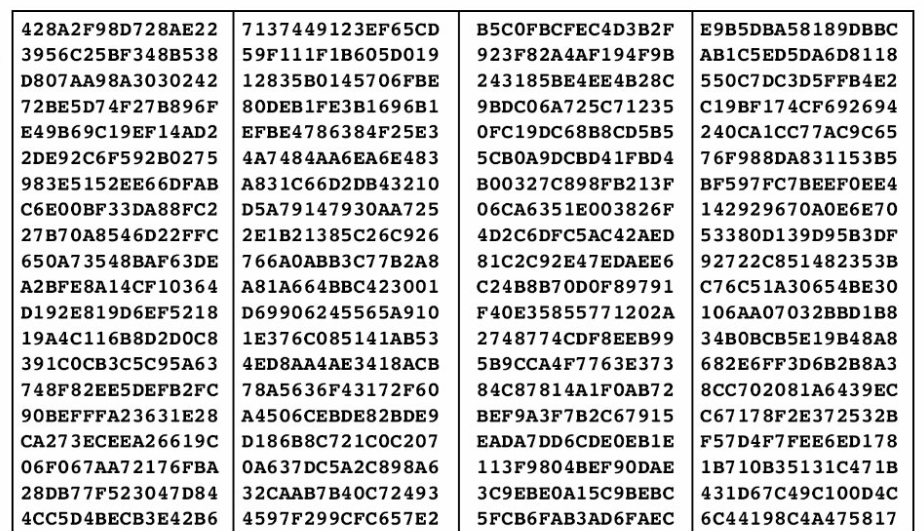 428A2F98D728AE22 7137449123EF65CD B5C0FBCFEC4D3B2F E9B5DBA58189DBBC
3956C25BF348B538 59F111F1B605D019 923F82A4AF194F9B AB1C5ED5DA6D8118
D807AA98A3030242 12835B0145706FBE 243185BE4EE4B28C 550C7DC3D5FFB4E2
72BE5D74F27B896F 80DEB1FE3B1696B1 9BDC06A725C71235 C19BF174CF692694
E49B69C19EF14AD2 EFBE4786384F25E3 0FC19DC68B8CD5B5 240CA1CC77AC9C65
2DE92C6F592B0275 4A7484AA6EA6E483 5CB0A9DCBD41FBD4 76F988DA831153B5
983E5152EE66DFAB A831C66D2DB43210 B00327C898FB213F BF597FC7BEEF0EE4
C6E00BF33DA88FC2 D5A79147930AA725 06CA6351E003826F 142929670A0E6E70
27B70A8546D22FFC 2E1B21385C26C926 4D2C6DFC5AC42AED 53380D139D95B3DF
650A73548BAF63DE 766A0ABB3C77B2A8 81C2C92E47EDAEE6 92722C851482353B
A2BFE8A14CF10364 A81A664BBC423001 C24B8B70D0F89791 C76C51A30654BE30
D192E819D6EF5218 D69906245565A910 F40E35855771202A 106AA07032BBD1B8
19A4C116B8D2D0C8 1E376C085141AB53 2748774CDF8EEB99 34B0BCB5E19B48A8
391C0CB3C5C95A63 4ED8AA4AE3418ACB 5B9CCA4F7763E373 682E6FF3D6B2B8A3
748F82EE5DEFB2FC 78A5636F43172F60 84C87814A1F0AB72 8CC702081A6439EC
90BEFFFA23631E28 A4506CEBDE82BDE9 BEF9A3F7B2C67915 C67178F2E372532B
CA273ECEEA26619C D186B8C721C0C207 EADA7DD6CDE0EB1E F57D4F7FEE6ED178
06F067AA72176FBA 0A637DC5A2C898A6 113F9804BEF90DAE 1B710B35131C471B
28DB77F523047D84 32CAAB7B40C72493 3C9EBE0A15C9BEBC 431D67C49C100D4C
4CC5D4BECB3E42B6 4597F299CFC657E2 5FCB6FAB3AD6FAEC 6C44198C4A475817